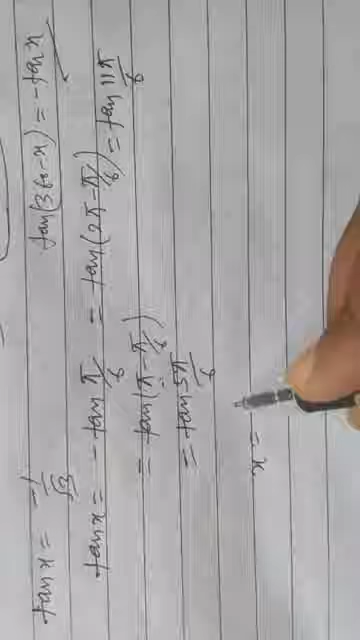 tan x = -1/√3
tan(360-x) = -tan x
tan x = - tan π/6 = tan(2π - π/6) = tan 11π/6
= tan(π - π/6)
= tan 5π/6
= x